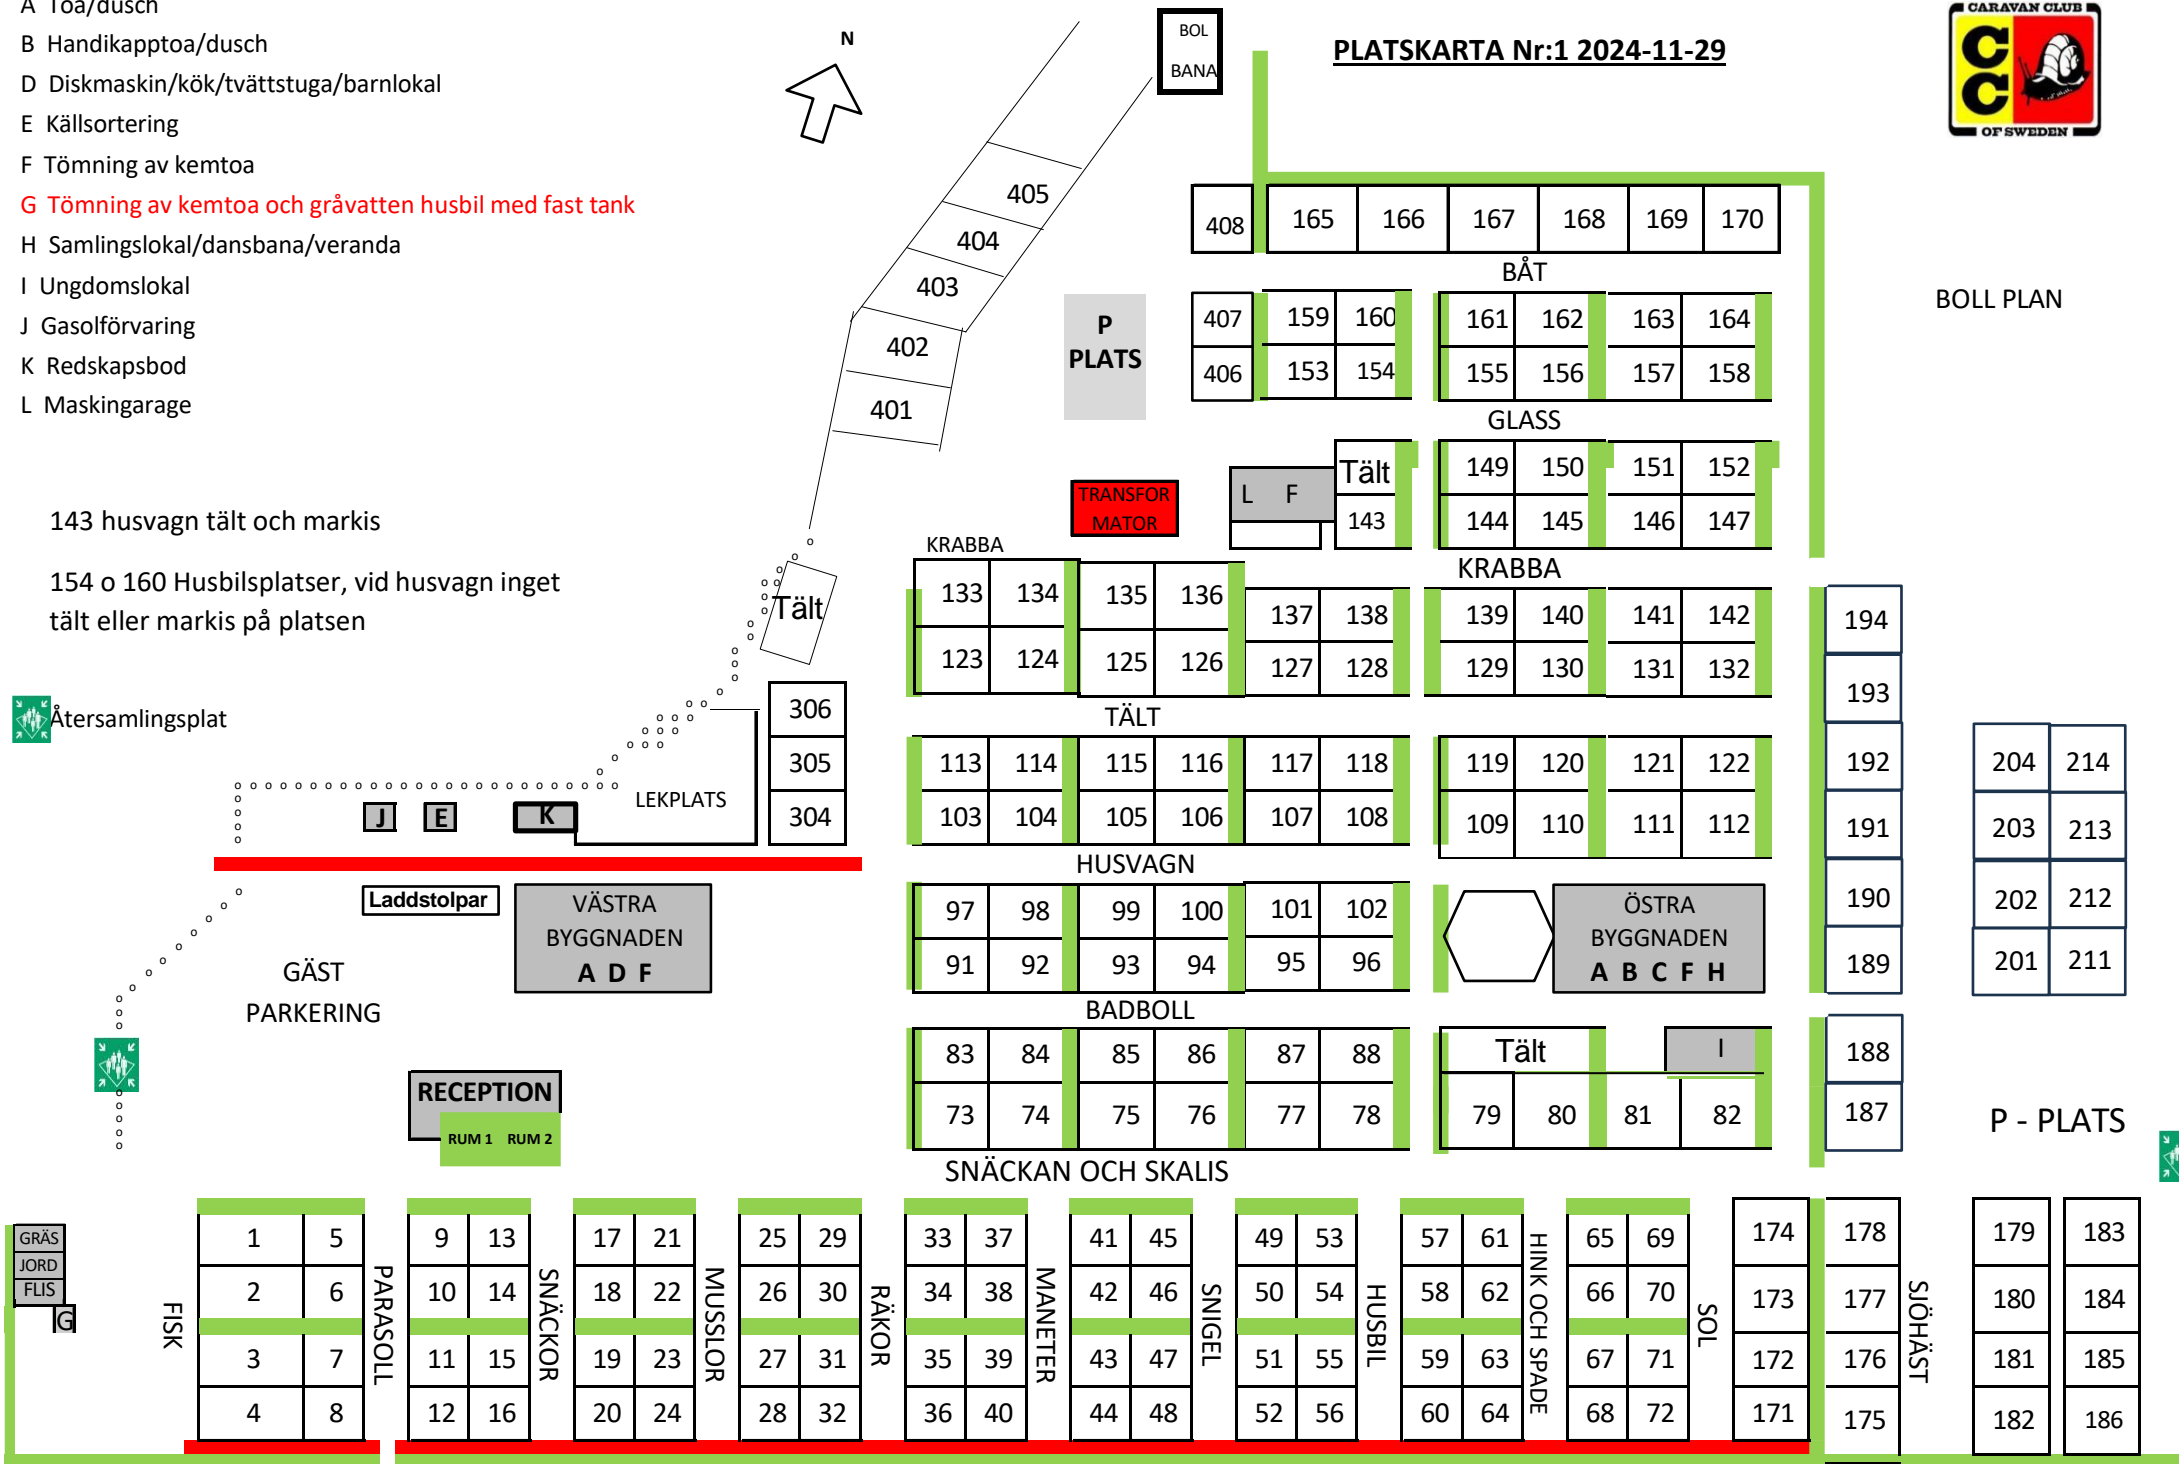 A Toa/dusch
B Handikapptoa/dusch
D Diskmaskin/kök/tvättstuga/barnlokal
E Källsortering
F Tömning av kemtoa
G Tömning av kemtoa och gråvatten husbil med fast tank
H Samlingslokal/dansbana/veranda
I Ungdomslokal
J Gasolförvaring
K Redskapsbod
L Maskingarage
143 husvagn tält och markis
154 o 160 Husbilsplatser, vid husvagn inget
tält eller markis på platsen
Återsamlingsplat
N
BOL
BANA
PLATSKARTA Nr:1 2024-11-29
CARAVAN CLUB
C
C
OF SWEDEN
405
404
403
402
401
P
PLATS
408 165 166 167 168 169 170
BÅT
BOLL PLAN
407 159 160 161 162 163 164
406 153 154 155 156 157 158
GLASS
TRANSFOR
MATOR
L F
Tält 149 150 151 152
143 144 145 146 147
KRABBA
KRABBA
133 134 135 136 137 138 139 140 141 142
123 124 125 126 127 128 129 130 131 132
Tält
TÄLT
306
305
304
LEKPLATS
J E K
113 114 115 116 117 118 119 120 121 122
103 104 105 106 107 108 109 110 111 112
HUSVAGN
194
193
192
191
190
189
204 214
203 213
202 212
201 211
Laddstolpar
VÄSTRA
BYGGNADEN
A D F
GÄST
PARKERING
97 98 99 100 101 102
91 92 93 94 95 96
ÖSTRA
BYGGNADEN
A B C F H
BADBOLL
83 84 85 86 87 88 Tält I
73 74 75 76 77 78 79 80 81 82
188
187
P - PLATS
RECEPTION
RUM 1 RUM 2
SNÄCKAN OCH SKALIS
GRÄS
JORD
FLIS
G
FISK
1 5
2 6
3 7
4 8
PARASOLL
9 13
10 14
11 15
12 16
SNÄCKOR
17 21
18 22
19 23
20 24
MUSSLOR
25 29
26 30
27 31
28 32
RÄKOR
33 37
34 38
35 39
36 40
MANETER
41 45
42 46
43 47
44 48
SNIGEL
49 53
50 54
51 55
52 56
HUSBIL
57 61
58 62
59 63
60 64
HINK OCH SPADE
65 69
66 70
67 71
68 72
SOL
174 178
173 177
172 176
171 175
SJÖHÄST
179 183
180 184
181 185
182 186